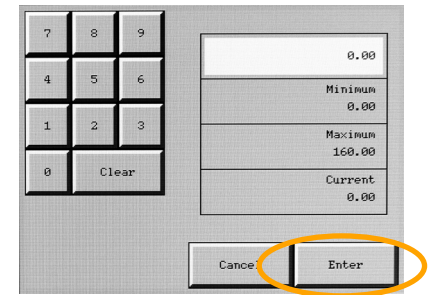 7 8 9
4 5 6
1 2 3
0 Clear
0.00
Minimum
0.00
Maximum
160.00
Current
0.00
Cancel Enter